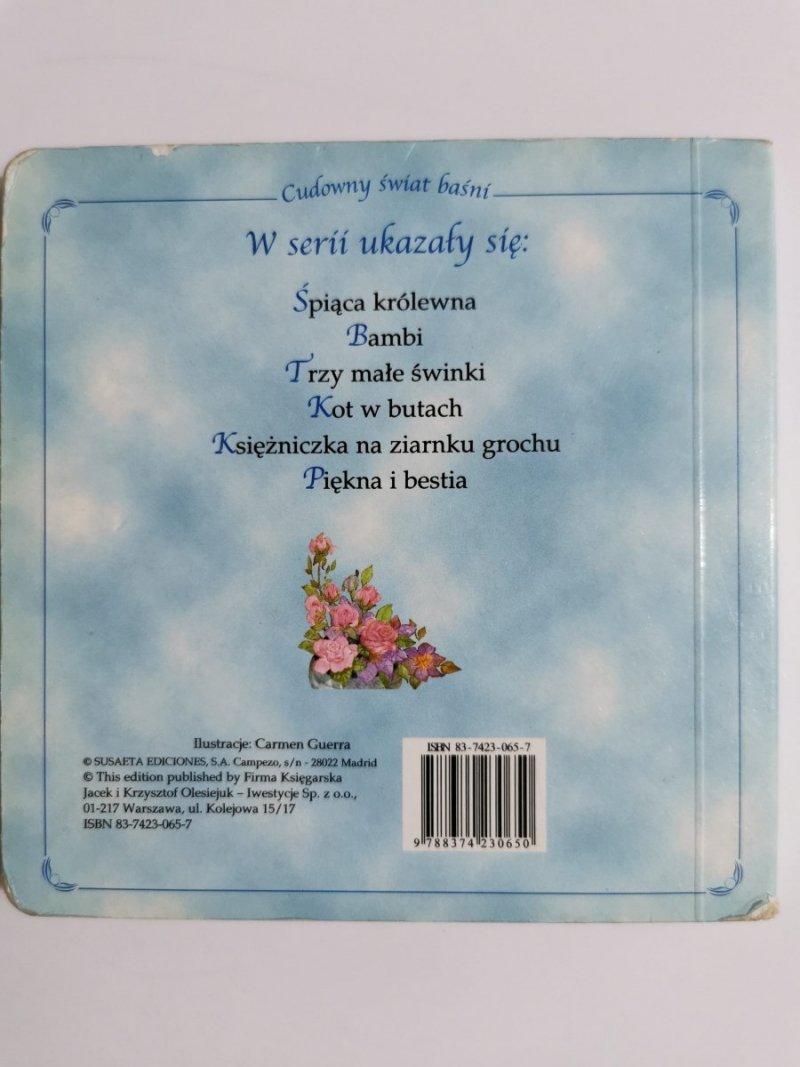 Cudowny świat baśni
W serii ukazały się:
Śpiąca królewna
Bambi
Trzy małe świnki
Kot w butach
Księżniczka na ziarnku grochu
Piękna i bestia
Ilustracje: Carmen Guerra
© SUSAETA EDICIONES, S.A. Campezo, s/n - 28022 Madrid
© This edition published by Firma Księgarska
Jacek i Krzysztof Olesiejuk – Iwestycje Sp. z o.o.,
01-217 Warszawa, ul. Kolejowa 15/17
ISBN 83-7423-065-7
ISBN 83-7423-065-7
9 788374 230650